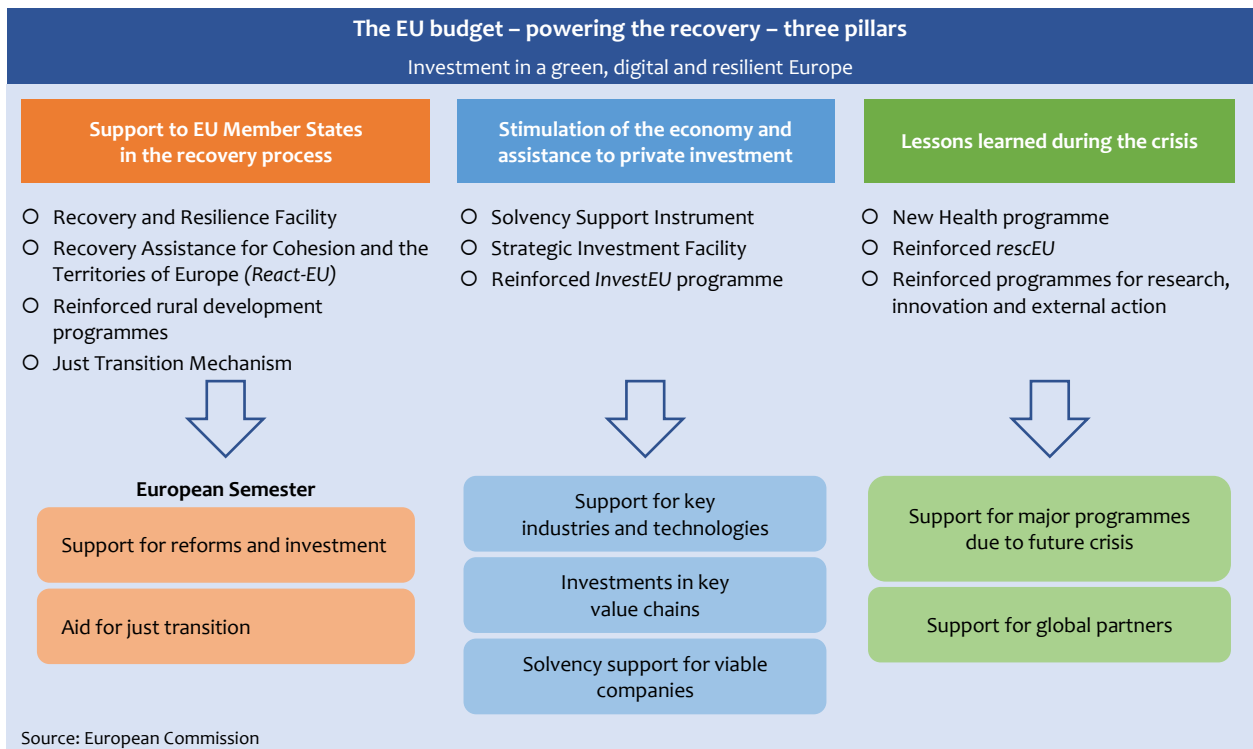 The EU budget – powering the recovery – three pillars
Investment in a green, digital and resilient Europe
Support to EU Member States
in the recovery process
Recovery and Resilience Facility
Recovery Assistance for Cohesion and the
Territories of Europe (React-EU)
Reinforced rural development
programmes
Just Transition Mechanism
European Semester
Support for reforms and investment
Aid for just transition
Stimulation of the economy and
assistance to private investment
Solvency Support Instrument
Strategic Investment Facility
Reinforced InvestEU programme
Support for key
industries and technologies
Investments in key
value chains
Solvency support for viable
companies
Lessons learned during the crisis
New Health programme
Reinforced rescEU
Reinforced programmes for research,
innovation and external action
Support for major programmes
due to future crisis
Support for global partners
Source: European Commission